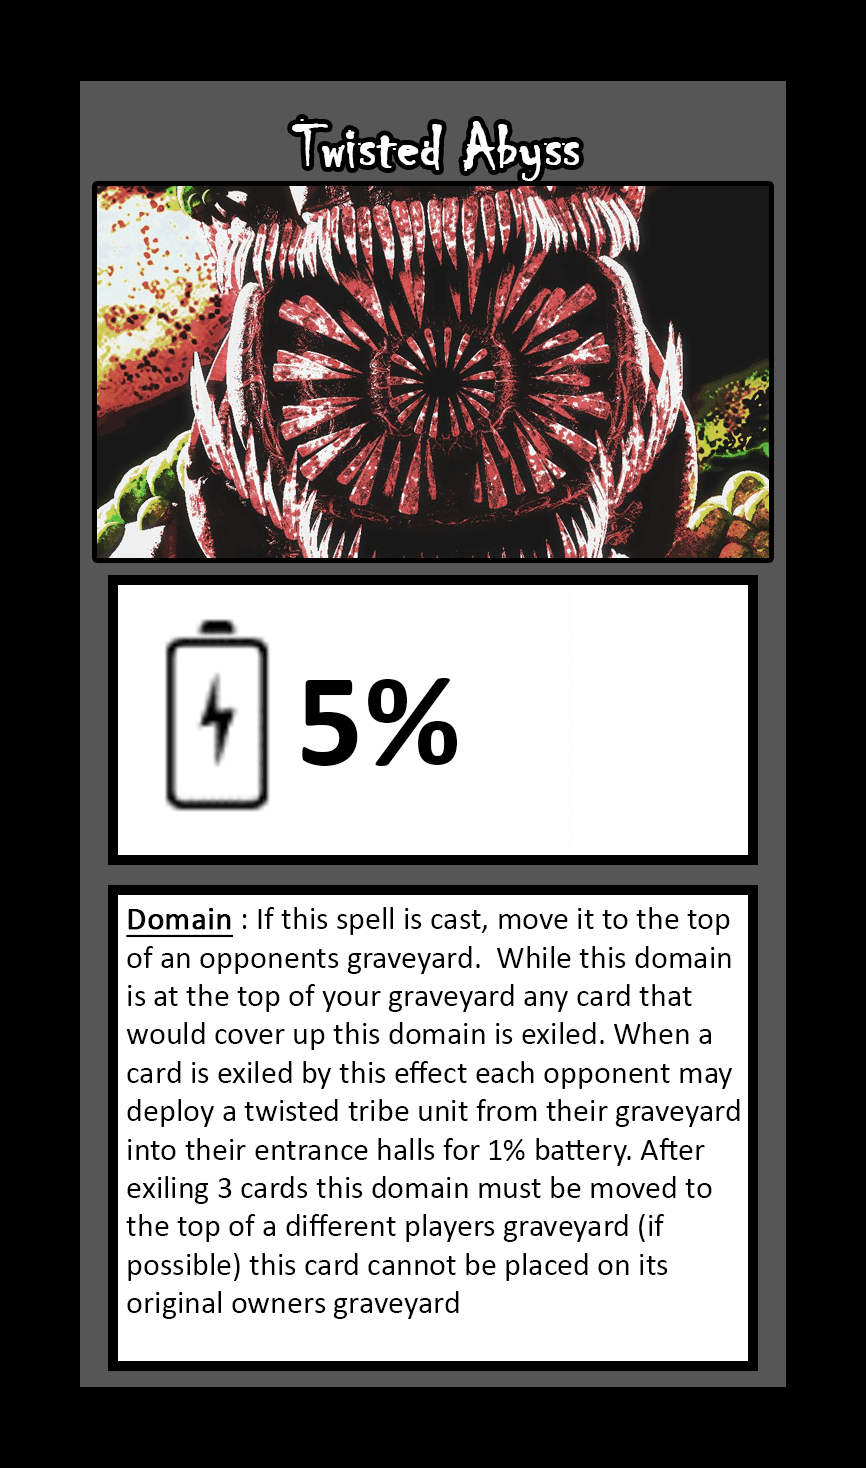 Twisted Abyss
5%
Domain : If this spell is cast, move it to the top
of an opponents graveyard.  While this domain
is at the top of your graveyard any card that
would cover up this domain is exiled. When a
card is exiled by this effect each opponent may
deploy a twisted tribe unit from their graveyard
into their entrance halls for 1% battery. After
exiling 3 cards this domain must be moved to
the top of a different players graveyard (if
possible) this card cannot be placed on its
original owners graveyard